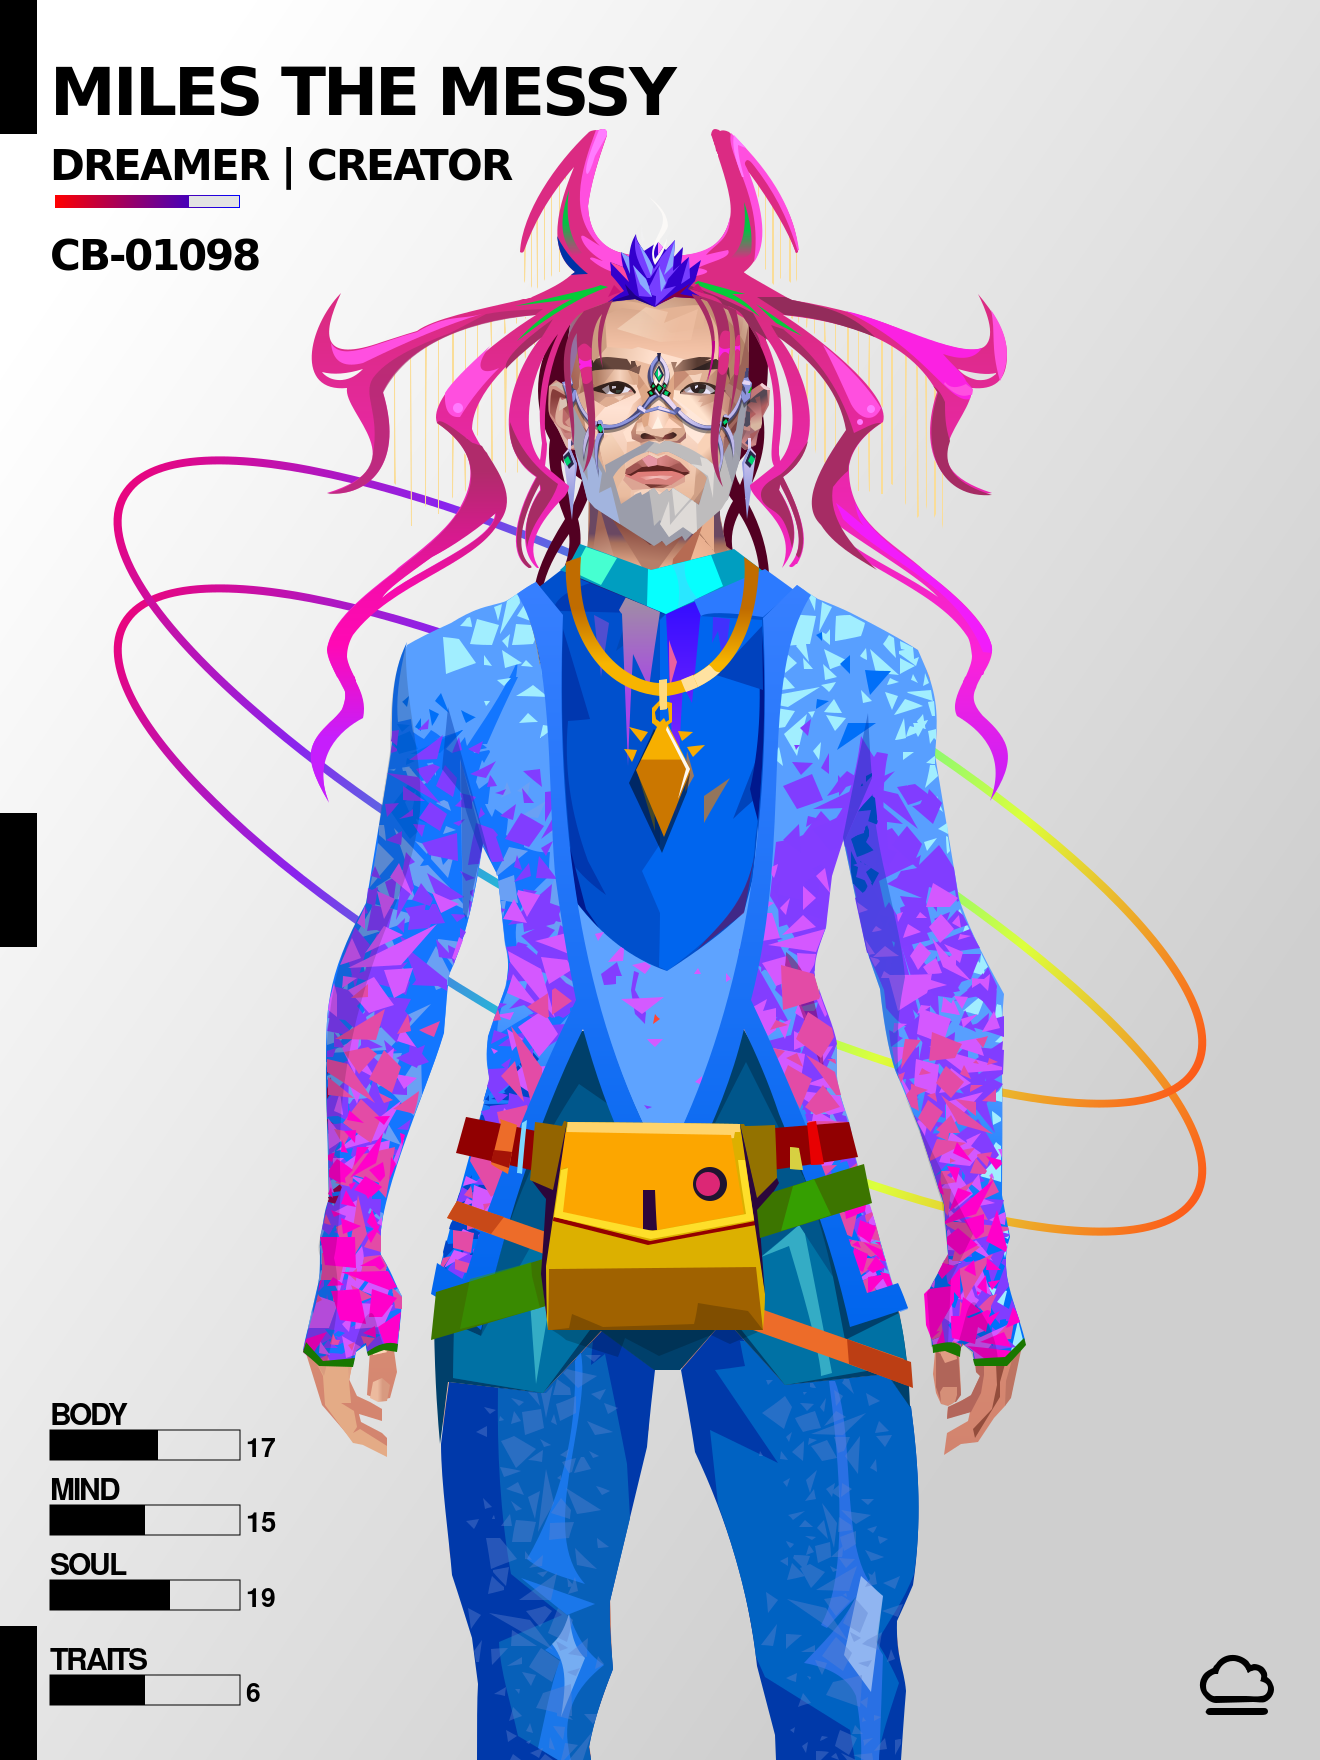 MILES THE MESSY
DREAMER | CREATOR
CB-01098
BODY
17
MIND
15
SOUL
19
TRAITS
6